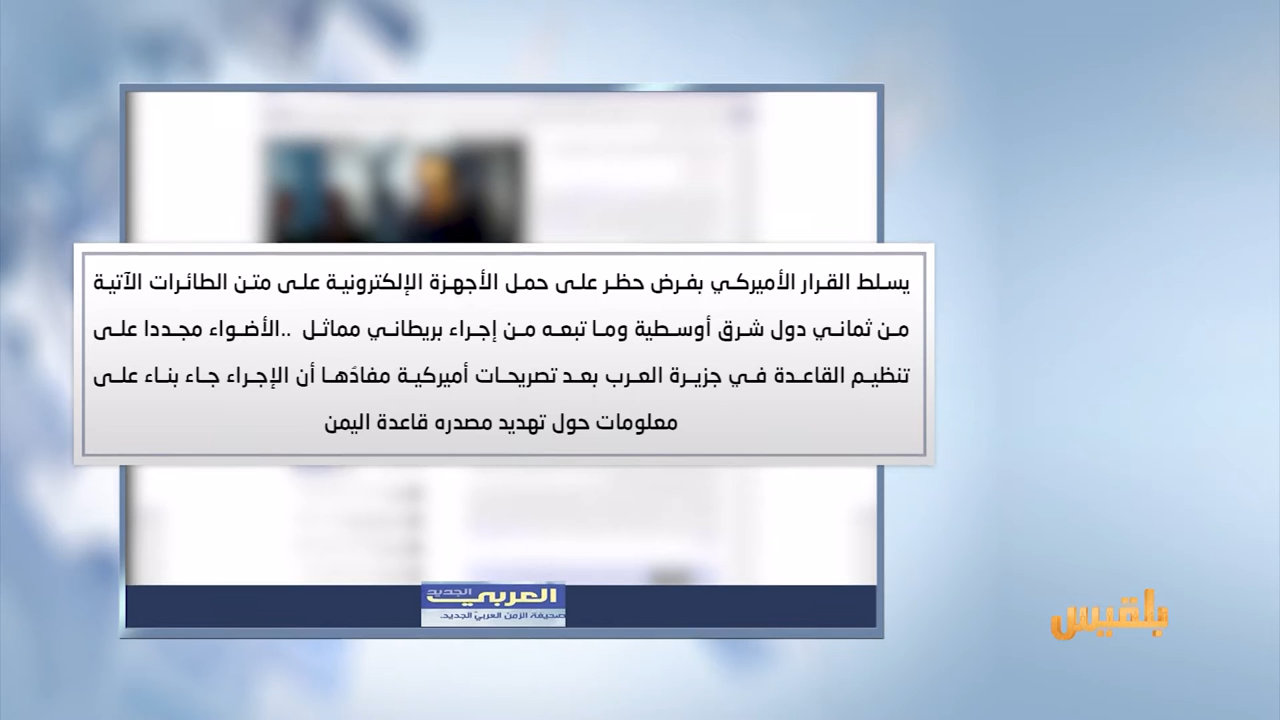 يسلط القرار الأميركي بفرض حظر على حمل الأجهزة الإلكترونية على متن الطائرات الآتية
من ثماني دول شرق أوسطية وما تبعه من إجراء بريطاني مماثل ..الأضواء مجددا على
تنظيم القاعدة في جزيرة العرب بعد تصريحات أميركية مفادَها أن الإجراء جاء بناء على
معلومات حول تهديد مصدره قاعدة اليمن
العربي الجديد
صحيفة الزمن العربيّ الجديد.
بلقيس